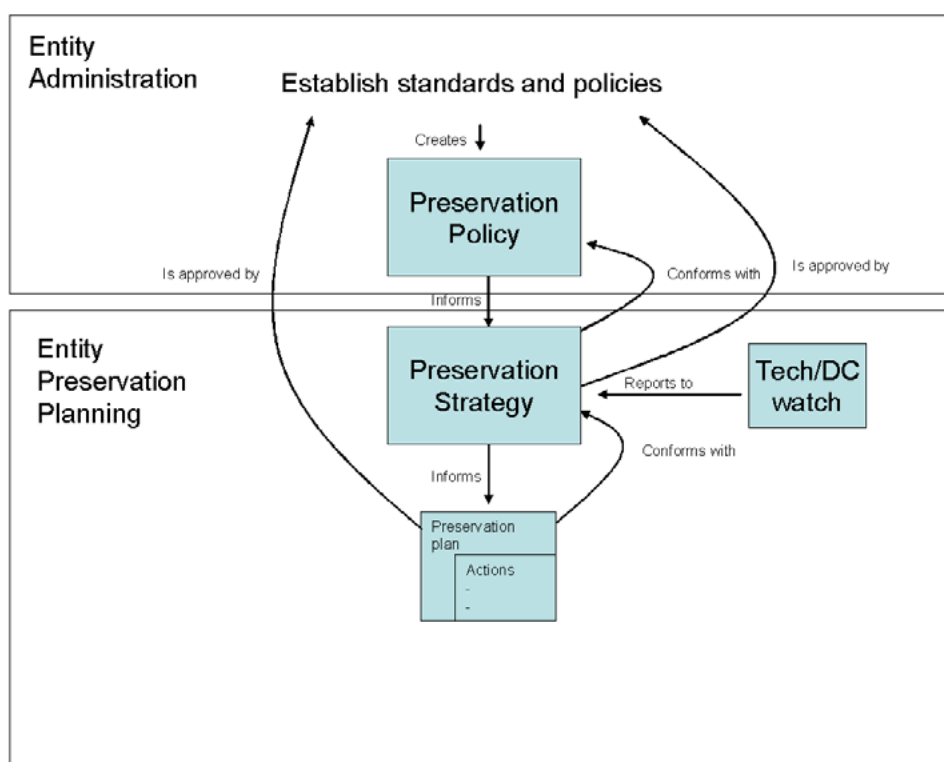 Entity
Administration
Establish standards and policies
Creates
Preservation
Policy
Is approved by
Conforms with
Is approved by
Informs
Entity
Preservation
Planning
Preservation
Strategy
Tech/DC
watch
Reports to
Conforms with
Informs
Preservation
plan
Actions
-
-